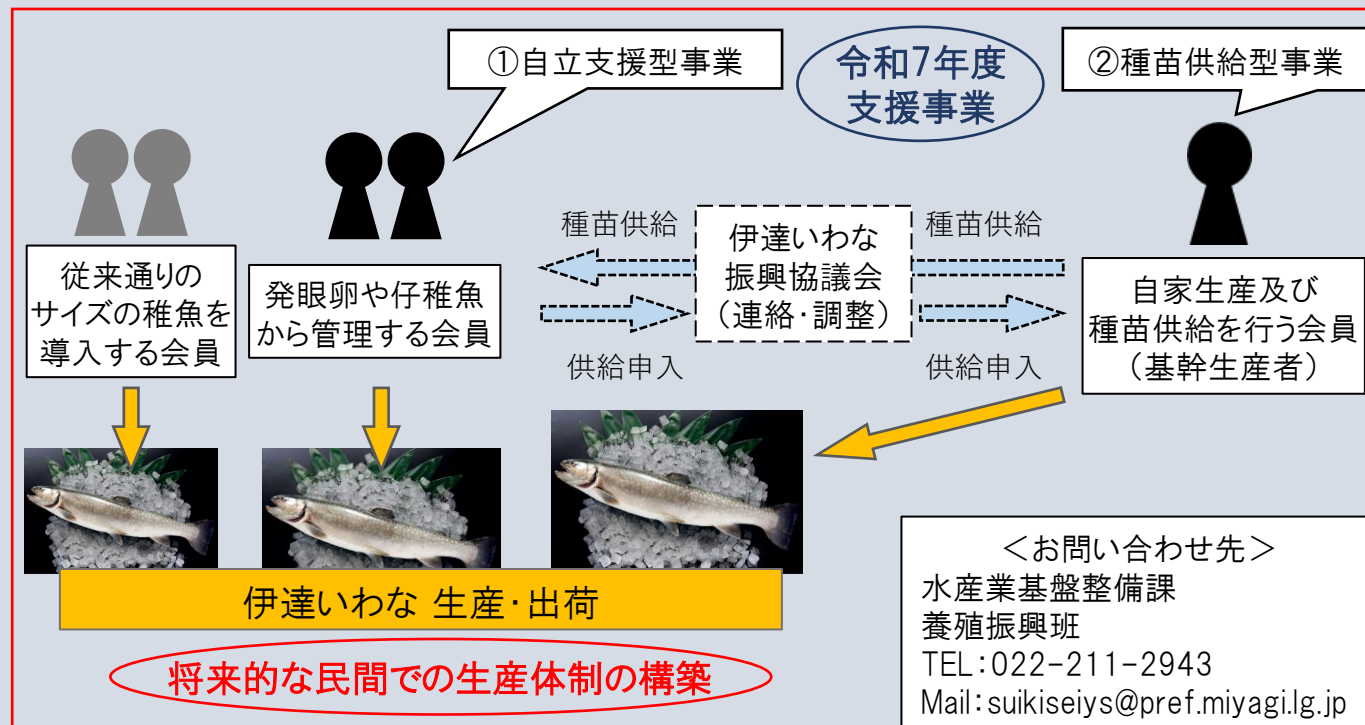 ①自立支援型事業
令和7年度
支援事業
②種苗供給型事業
従来通りの
サイズの稚魚を
導入する会員
発眼卵や仔稚魚
から管理する会員
種苗供給
供給申入
伊達いわな
振興協議会
（連絡・調整）
種苗供給
供給申入
自家生産及び
種苗供給を行う会員
（基幹生産者）
伊達いわな 生産・出荷
将来的な民間での生産体制の構築
＜お問い合わせ先＞
水産業基盤整備課
養殖振興班
TEL：022-211-2943
Mail：suikiseiys@pref.miyagi.lg.jp